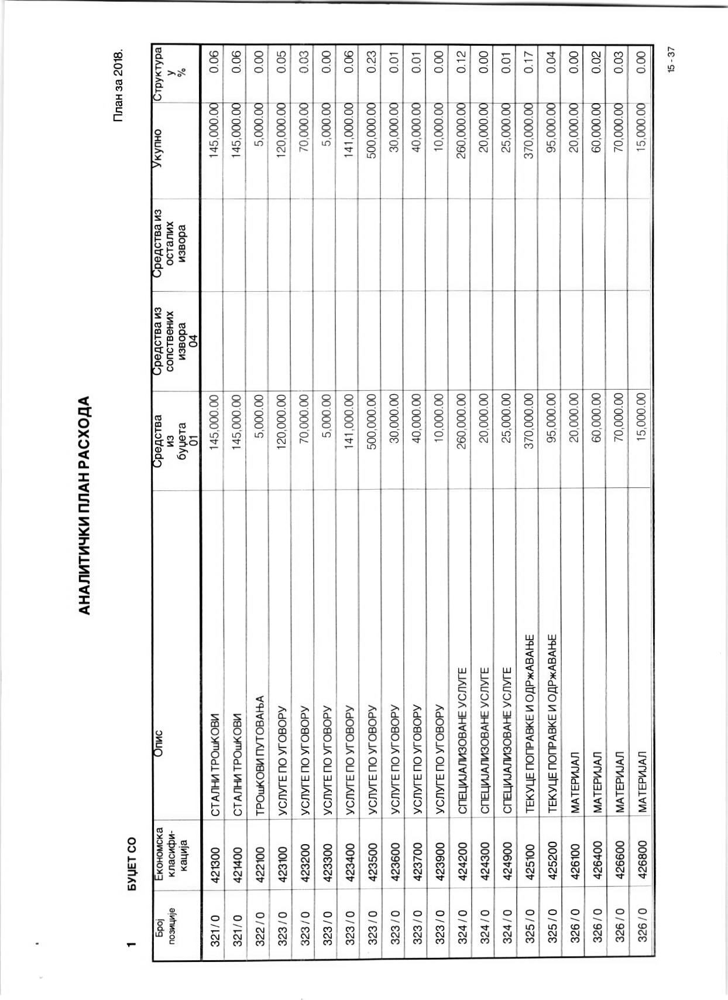 АНАЛИТИЧКИ ПЛАН РАСХОДА
План за 2018.
1 БУЏЕТ СО
Број позиције Економска класифи-кација Опис Средства из буџета 01 Средства из сопствених извора 04 Средства из осталих извора Укупно Структура у %
321 / 0 421300 СТАЛНИ ТРОшКОВИ 145,000.00 145,000.00 0.06
321 / 0 421400 СТАЛНИ ТРОшКОВИ 145,000.00 145,000.00 0.06
322 / 0 422100 ТРОшКОВИ ПУТОВАЊА 5,000.00 5,000.00 0.00
323 / 0 423100 УСЛУГЕ ПО УГОВОРУ 120,000.00 120,000.00 0.05
323 / 0 423200 УСЛУГЕ ПО УГОВОРУ 70,000.00 70,000.00 0.03
323 / 0 423300 УСЛУГЕ ПО УГОВОРУ 5,000.00 5,000.00 0.00
323 / 0 423400 УСЛУГЕ ПО УГОВОРУ 141,000.00 141,000.00 0.06
323 / 0 423500 УСЛУГЕ ПО УГОВОРУ 500,000.00 500,000.00 0.23
323 / 0 423600 УСЛУГЕ ПО УГОВОРУ 30,000.00 30,000.00 0.01
323 / 0 423700 УСЛУГЕ ПО УГОВОРУ 40,000.00 40,000.00 0.01
323 / 0 423900 УСЛУГЕ ПО УГОВОРУ 10,000.00 10,000.00 0.00
324 / 0 424200 СПЕЦИЈАЛИЗОВАНЕ УСЛУГЕ 260,000.00 260,000.00 0.12
324 / 0 424300 СПЕЦИЈАЛИЗОВАНЕ УСЛУГЕ 20,000.00 20,000.00 0.00
324 / 0 424900 СПЕЦИЈАЛИЗОВАНЕ УСЛУГЕ 25,000.00 25,000.00 0.01
325 / 0 425100 ТЕКУЦЕ ПОПРАВКЕ И ОДРжАВАЊЕ 370,000.00 370,000.00 0.17
325 / 0 425200 ТЕКУЦЕ ПОПРАВКЕ И ОДРжАВАЊЕ 95,000.00 95,000.00 0.04
326 / 0 426100 МАТЕРИЈАЛ 20,000.00 20,000.00 0.00
326 / 0 426400 МАТЕРИЈАЛ 60,000.00 60,000.00 0.02
326 / 0 426600 МАТЕРИЈАЛ 70,000.00 70,000.00 0.03
326 / 0 426800 МАТЕРИЈАЛ 15,000.00 15,000.00 0.00
15 - 37